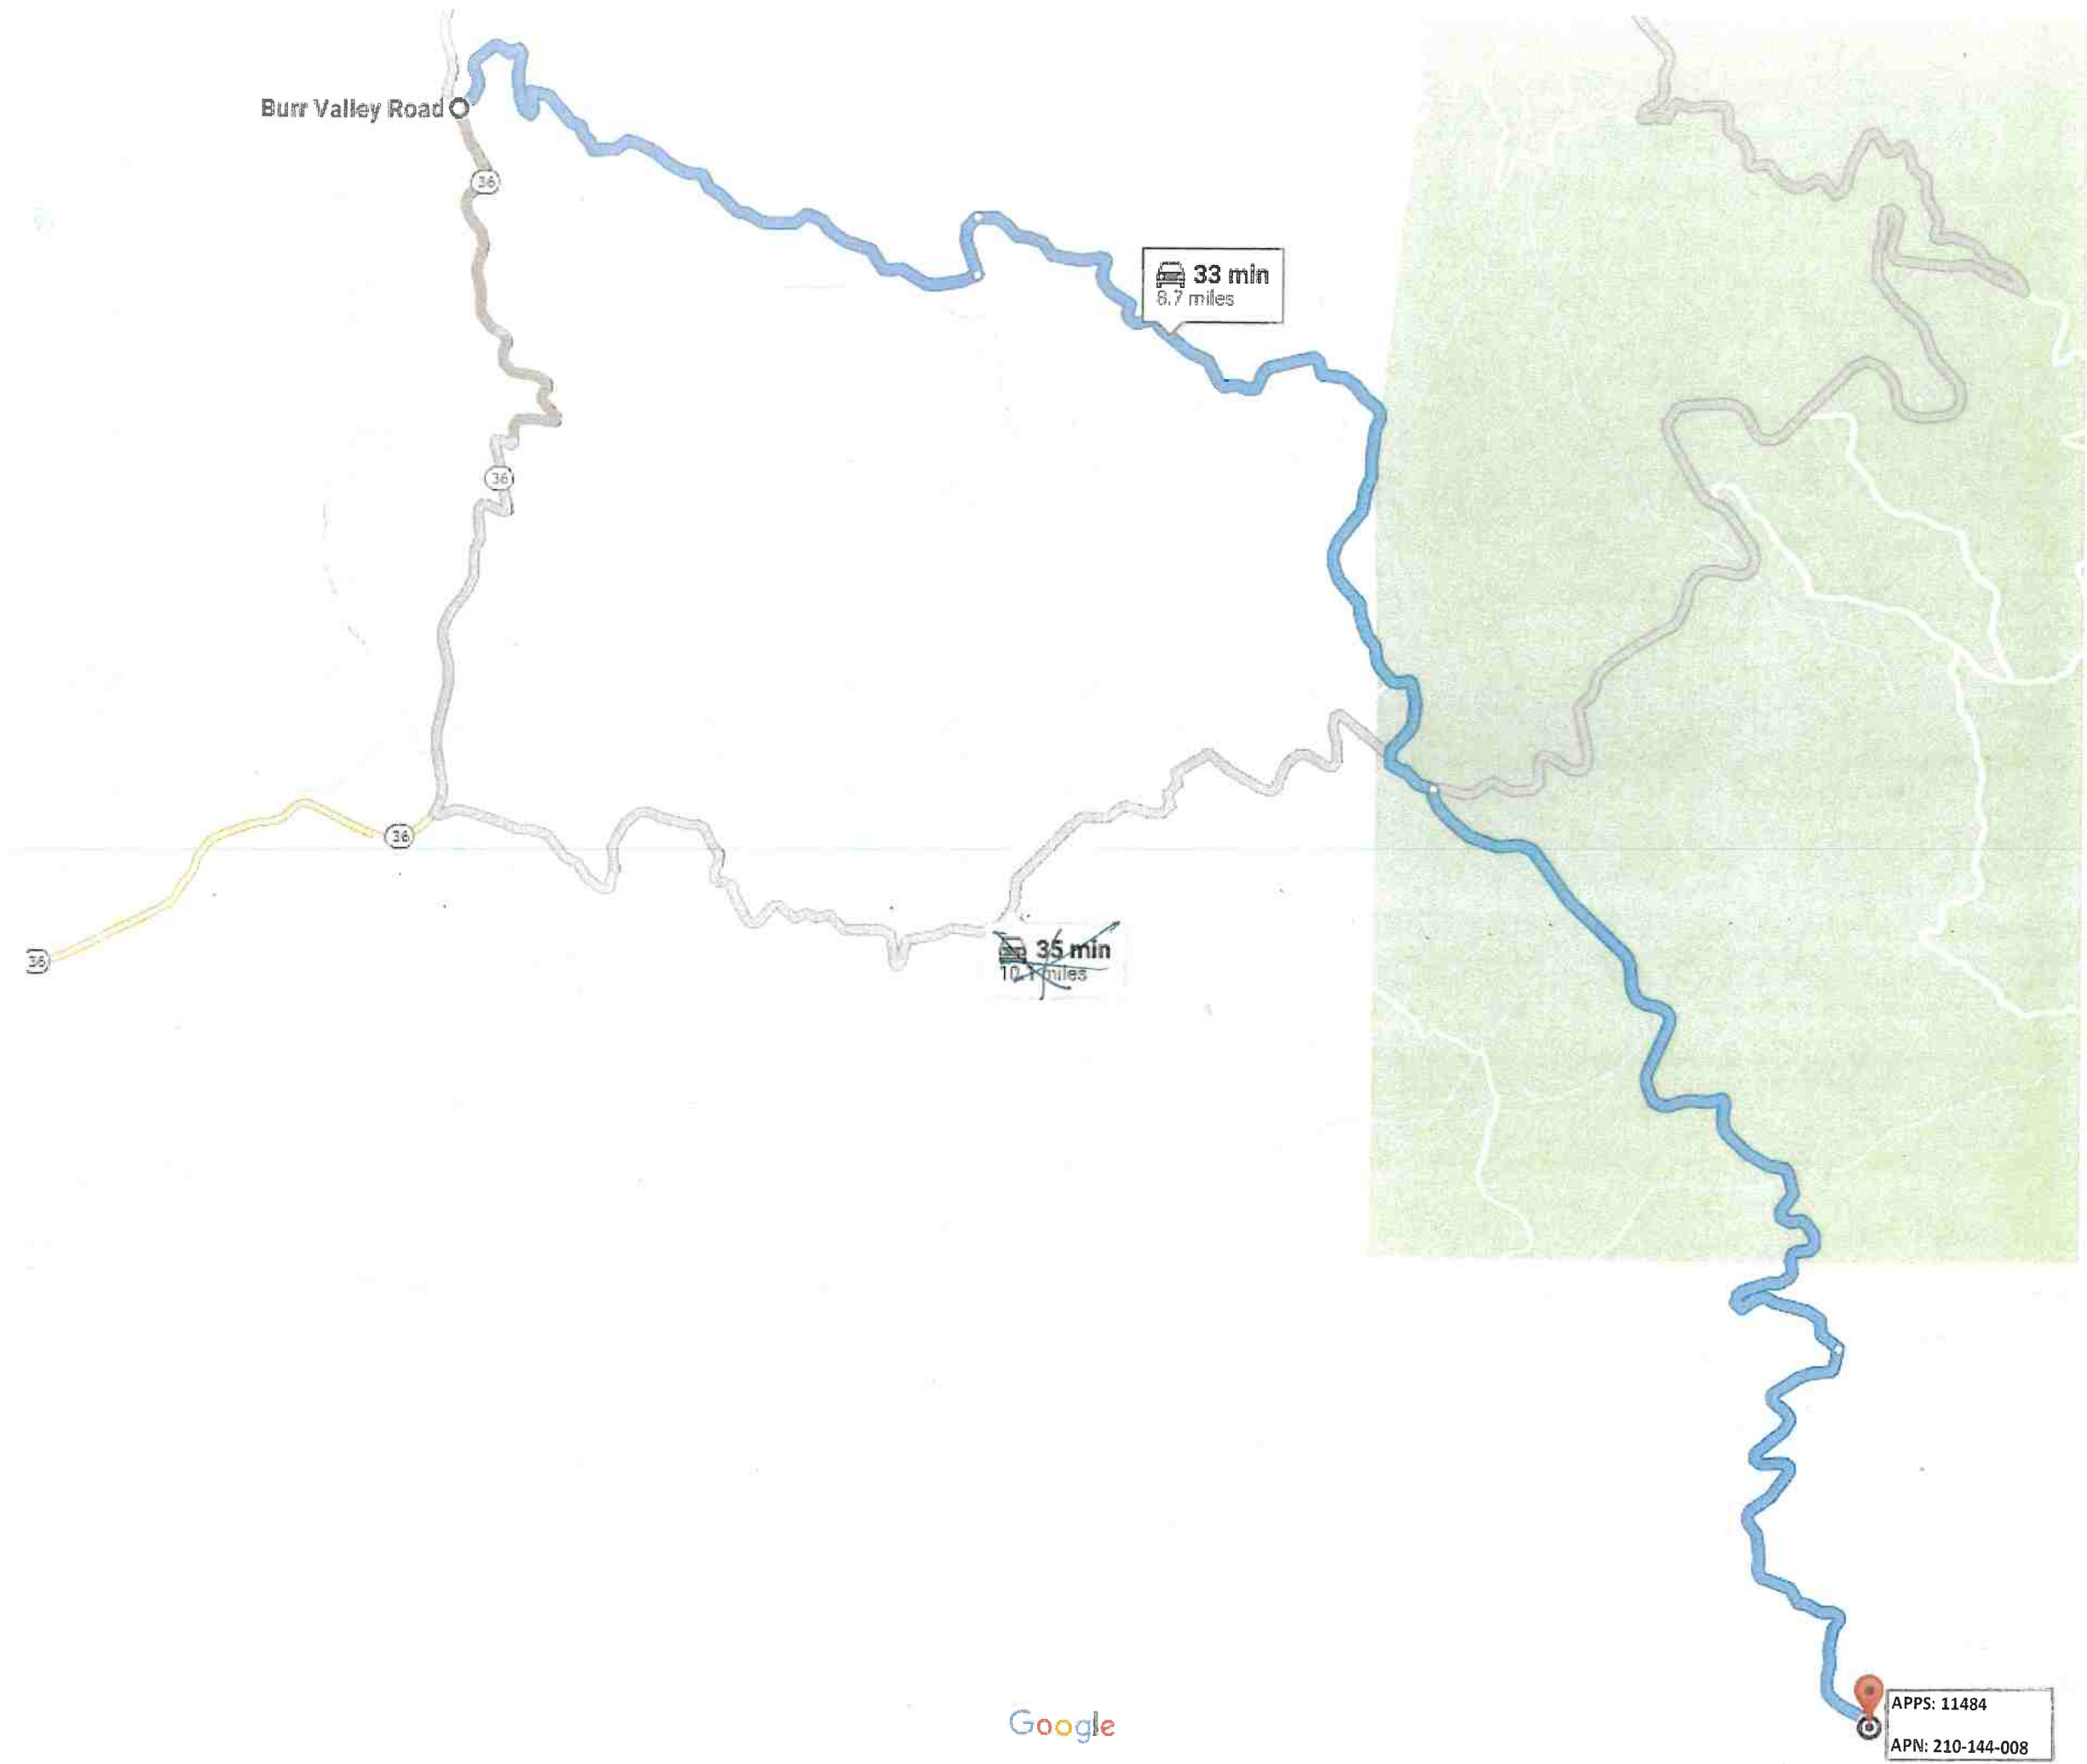 Burr Valley Road
36
33 min
8.7 miles
36
36
36
35 min
10.1 miles
Google
APPS: 11484
APN: 210-144-008